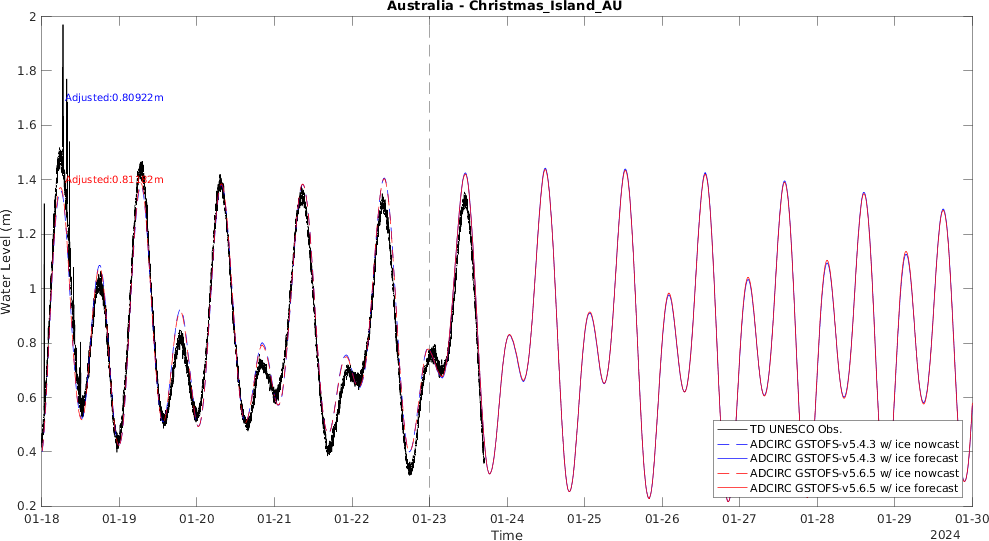 Australia - Christmas_Island_AU
2
1.8
1.6
1.4
1.2
1
0.8
0.6
0.4
0.2
Water Level (m)
Adjusted:0.80922m
01-18
01-19
01-20
01-21
01-22
01-23
01-24
01-25
01-26
01-27
01-28
01-29
01-30
Time
2024
TD UNESCO Obs.
ADCIRC GSTOFS-v5.4.3 w/ ice nowcast
ADCIRC GSTOFS-v5.4.3 w/ ice forecast
ADCIRC GSTOFS-v5.6.5 w/ ice nowcast
ADCIRC GSTOFS-v5.6.5 w/ ice forecast